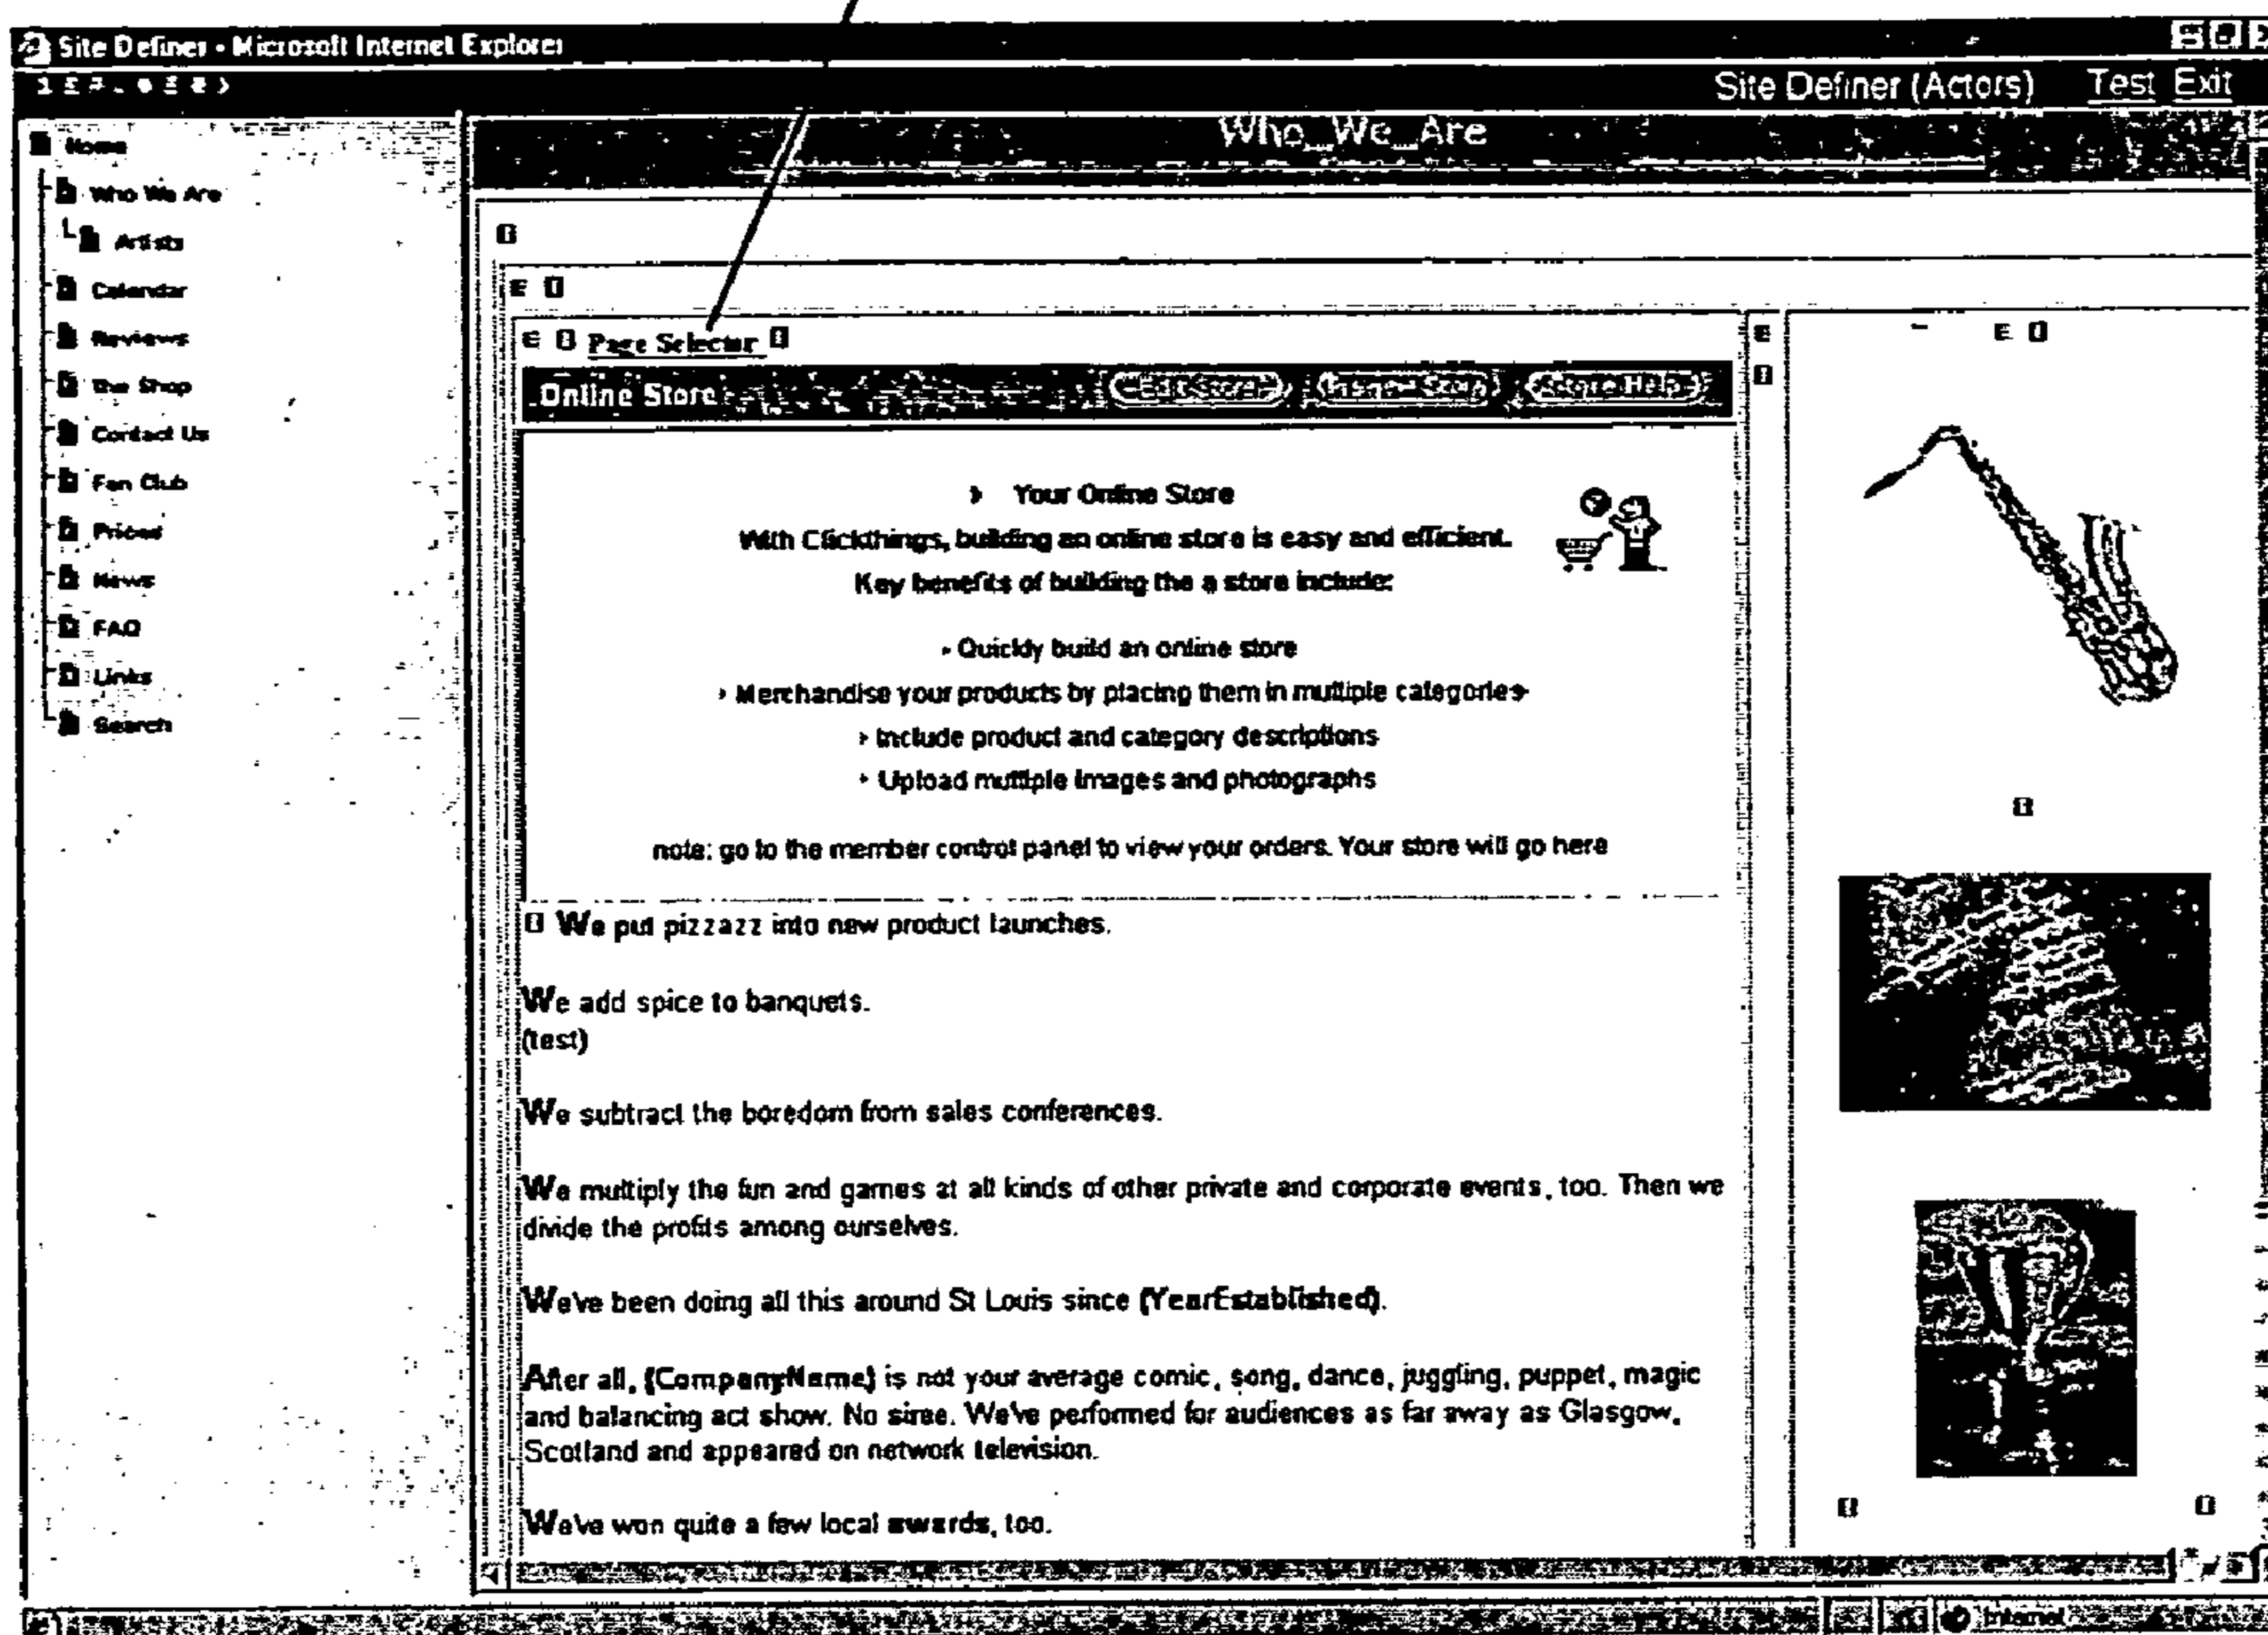 Site Definer - Microsoft Internet Explorer
Site Definer (Actors) Test Exit
Home
Who We Are
Artists
Calendar
Reviews
The Shop
Contact Us
Fan Club
Prices
News
FAQ
Links
Search
Who_We_Are
E
E Page Selector
E
E
Online Store Edit Store Store Help
Your Online Store
With Clickthings, building an online store is easy and efficient.
Key benefits of building the a store include:
Quickly build an online store
Merchandise your products by placing them in multiple categories
Include product and category descriptions
Upload multiple images and photographs
note: go to the member control panel to view your orders. Your store will go here
We put pizzazz into new product launches.
We add spice to banquets.
(test)
We subtract the boredom from sales conferences.
We multiply the fun and games at all kinds of other private and corporate events, too. Then we
divide the profits among ourselves.
We've been doing all this around St Louis since {YearEstablished}.
After all, {CompanyName} is not your average comic, song, dance, juggling, puppet, magic
and balancing act show. No siree. We've performed for audiences as far away as Glasgow,
Scotland and appeared on network television.
We've won quite a few local awards, too.
Internet